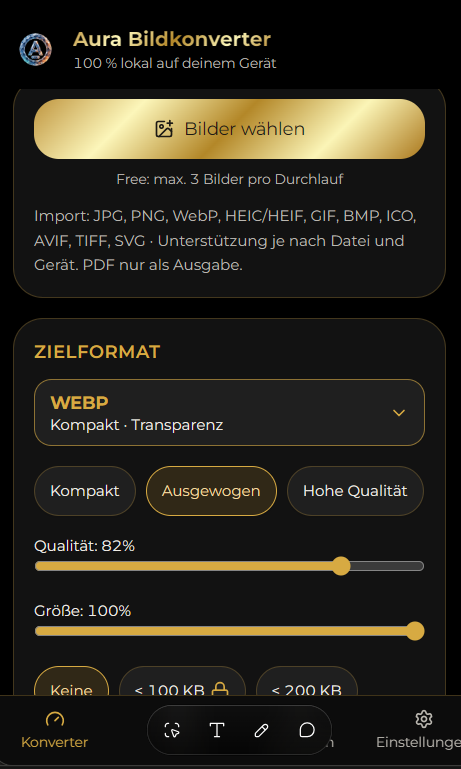 Aura Bildkonverter
100 % lokal auf deinem Gerät
Bilder wählen
Free: max. 3 Bilder pro Durchlauf
Import: JPG, PNG, WebP, HEIC/HEIF, GIF, BMP, ICO,
AVIF, TIFF, SVG · Unterstützung je nach Datei und
Gerät. PDF nur als Ausgabe.
ZIELFORMAT
WEBP
Kompakt · Transparenz
Kompakt Ausgewogen Hohe Qualität
Qualität: 82%
Größe: 100%
Keine < 100 KB < 200 KB
Konverter Einstellunge